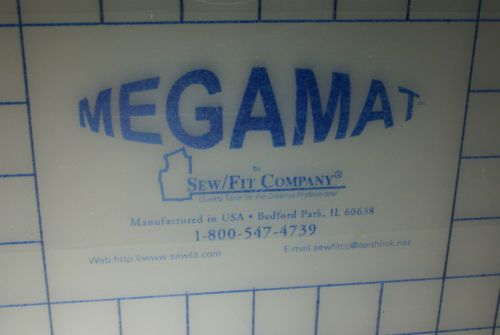 MEGAMAT
by
SEW/FIT COMPANY®
Quality Tools for the Creative Professional
Manufactured in USA • Bedford Park, IL 60638
1-800-547-4739
Web:http:\\www.sewfit.com E-mail:sewfitco@earthlink.net